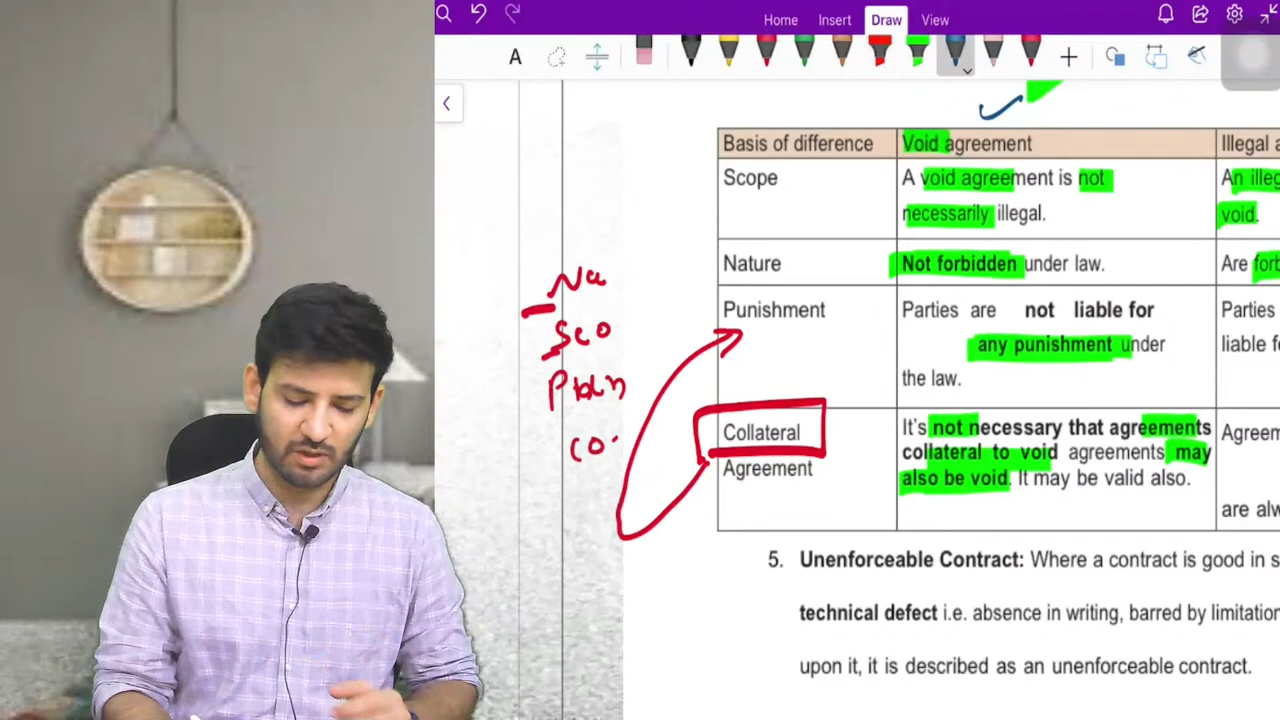 Home Insert Draw View
A
Basis of difference Void agreement Illegal a
Scope A void agreement is not An illeg
necessarily illegal. void.
Nature Not forbidden under law. Are forb
Punishment Parties are not liable for Parties
any punishment under liable f
the law.
Na
Sco
Collateral It's not necessary that agreements Agreem
collateral to void agreements may
Agreement also be void. It may be valid also.
are alw
co.
5. Unenforceable Contract: Where a contract is good in s
technical defect i.e. absence in writing, barred by limitation
upon it, it is described as an unenforceable contract.